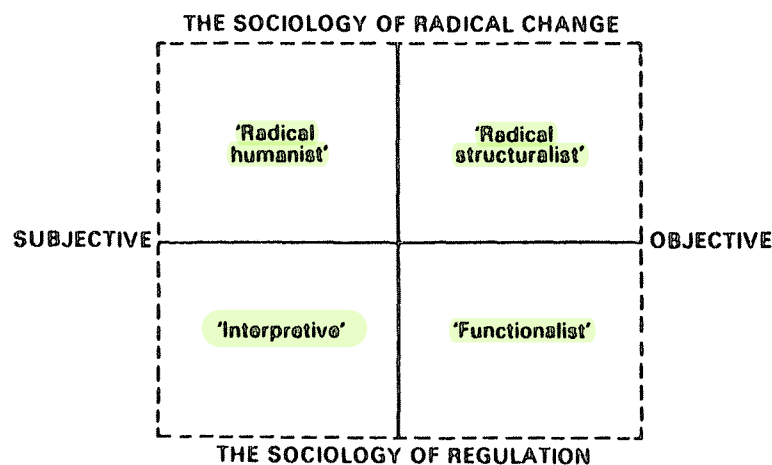 THE SOCIOLOGY OF RADICAL CHANGE
'Radical
humanist'
'Radical
structuralist'
SUBJECTIVE
OBJECTIVE
'Interpretive'
'Functionalist'
THE SOCIOLOGY OF REGULATION